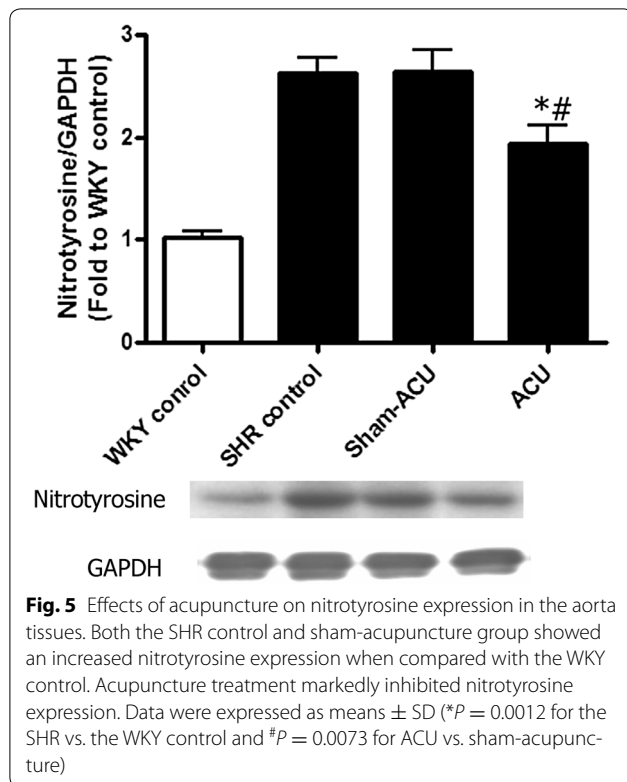 3
2
1
0
Nitrotyrosine/GAPDH
(Fold to WKY control)
*#
WKY conrol
SHR control
Sham-ACU
ACU
Nitrotyrosine
GAPDH
Fig. 5 Effects of acupuncture on nitrotyrosine expression in the aorta
tissues. Both the SHR control and sham-acupuncture group showed
an increased nitrotyrosine expression when compared with the WKY
control. Acupuncture treatment markedly inhibited nitrotyrosine
expression. Data were expressed as means ± SD (*P = 0.0012 for the
SHR vs. the WKY control and #P = 0.0073 for ACU vs. sham-acupunc-
ture)